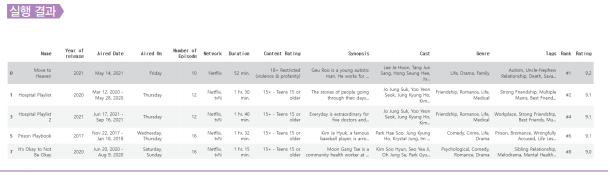 실행 결과
Name Year of release Aired Date Aired On Number of Episode Network Duration Content Rating Synopsis Cast Genre Tags Rank Rating
0 Move to Heaven 2021 May 14, 2021 Friday 10 Netflix 52 min. 18+ Restricted (violence & profanity) Geu Roo is a young autistic man. He works for ... Lee Je Hoon, Tang Jun Sang, Hong Seung Hee, Ju... Life, Drama, Family Autism, Uncle-Nephew Relationship, Death, Sava... #1 9.2
1 Hospital Playlist 2020 Mar 12, 2020 - May 28, 2020 Thursday 12 Netflix, tvN 1 hr. 30 min. 15+ - Teens 15 or older The stories of people going through their days... Jo Jung Suk, Yoo Yeon Seok, Jung Kyung Ho, Kim... Friendship, Romance, Life, Medical Strong Friendship, Multiple Mains, Best Friend... #2 9.1
3 Hospital Playlist 2 2021 Jun 17, 2021 - Sep 16, 2021 Thursday 12 Netflix, tvN 1 hr. 40 min. 15+ - Teens 15 or older Everyday is extraordinary for five doctors and... Jo Jung Suk, Yoo Yeon Seok, Jung Kyung Ho, Kim... Friendship, Romance, Life, Medical Workplace, Strong Friendship, Best Friends, Mu... #4 9.1
5 Prison Playbook 2017 Nov 22, 2017 - Jan 18, 2018 Wednesday, Thursday 16 Netflix, tvN 1 hr. 32 min. 15+ - Teens 15 or older Kim Je Hyuk, a famous baseball player is arre... Park Hae Soo, Jung Kyung Ho, Krystal Jung, Im ... Comedy, Crime, Life, Drama Prison, Bromance, Wrongfully Accused, Life Les... #6 9.1
7 It's Okay to Not Be Okay 2020 Jun 20, 2020 - Aug 9, 2020 Saturday, Sunday 16 Netflix, tvN 1 hr. 15 min. 15+ - Teens 15 or older Moon Gang Tae is a community health worker at ... Kim Soo Hyun, Seo Yea Ji, Oh Jung Se, Park Gyu... Psychological, Comedy, Romance, Drama Sibling Relationship, Melodrama, Mental Health... #8 9.0